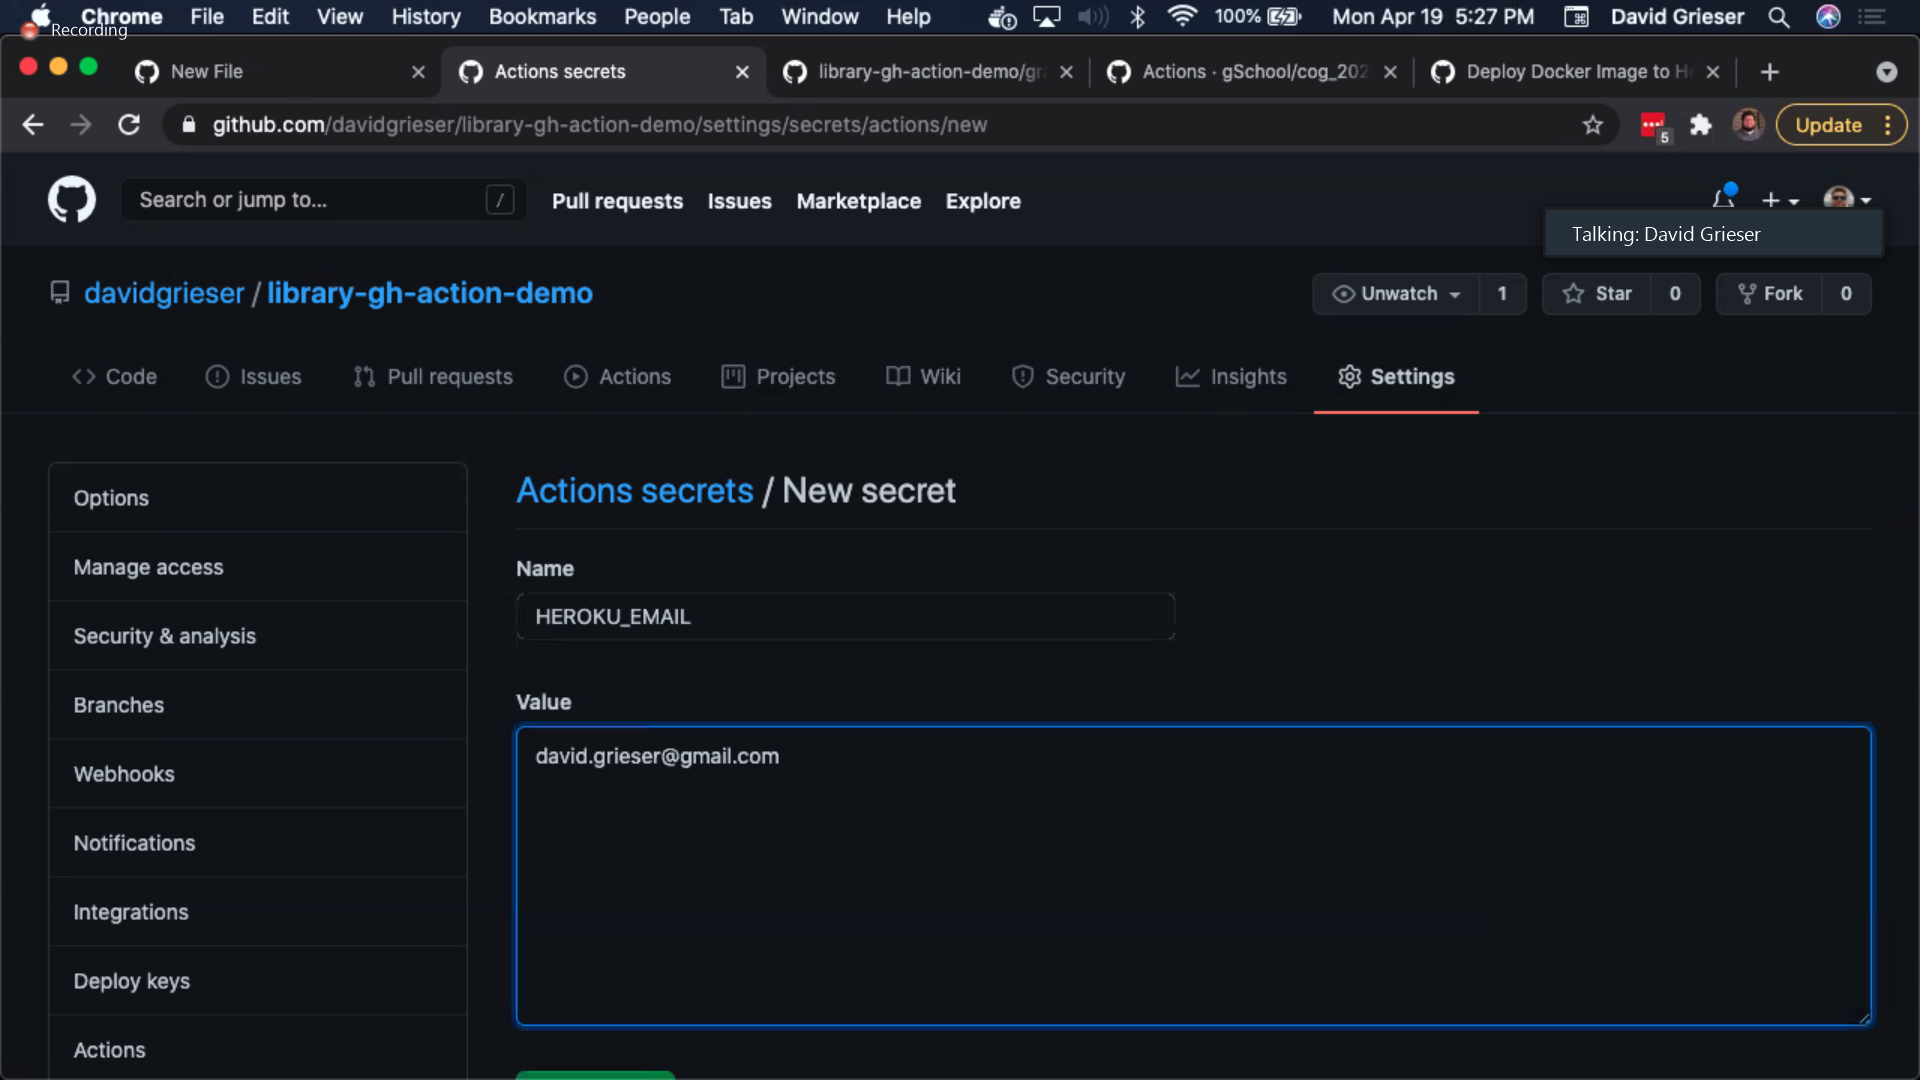 Chrome File Edit View History Bookmarks People Tab Window Help 100% Mon Apr 19 5:27 PM David Grieser
Recording
New File
Actions secrets
library-gh-action-demo/gr
Actions · gSchool/cog_202
Deploy Docker Image to H
github.com/davidgrieser/library-gh-action-demo/settings/secrets/actions/new
5
Update
Search or jump to...
/
Pull requests Issues Marketplace Explore
Talking: David Grieser
davidgrieser / library-gh-action-demo
Unwatch 1
Star 0
Fork 0
Code Issues Pull requests Actions Projects Wiki Security Insights Settings
Options
Manage access
Security & analysis
Branches
Webhooks
Notifications
Integrations
Deploy keys
Actions
Actions secrets / New secret
Name
HEROKU_EMAIL
Value
david.grieser@gmail.com